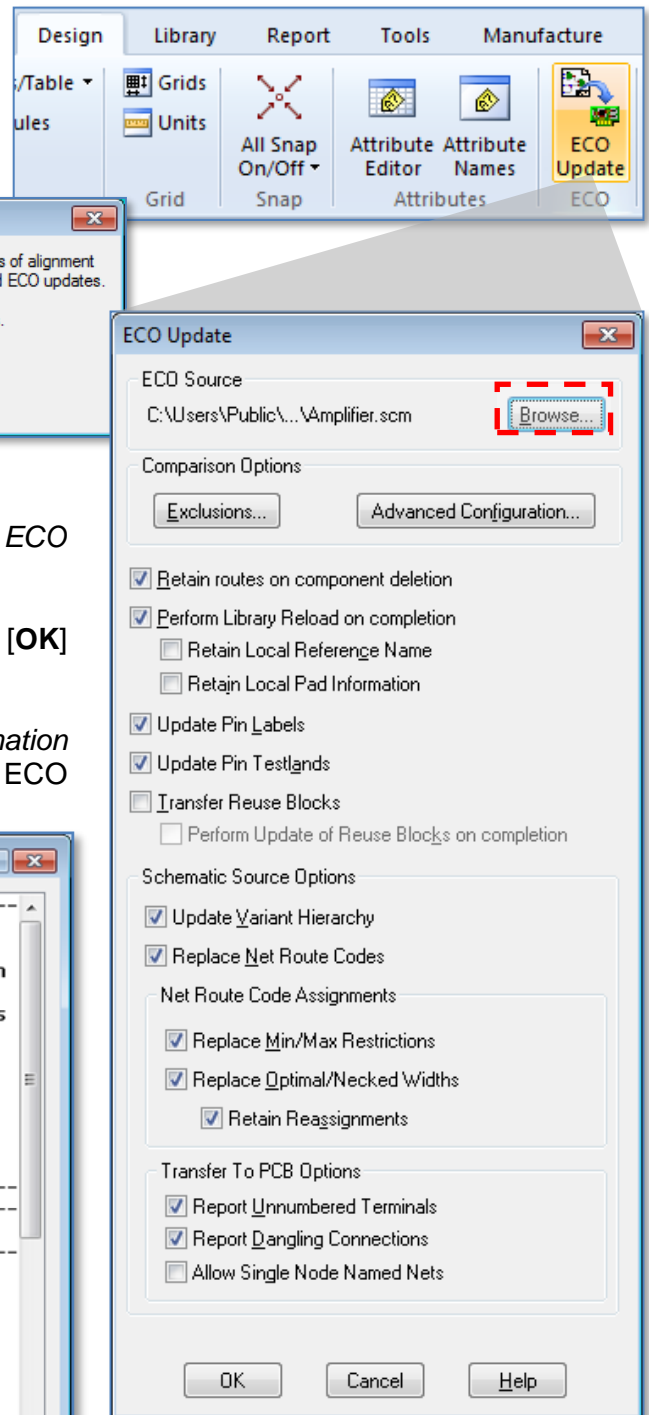 Design Library Report Tools Manufacture
s/Table Grids
ules Units
All Snap On/Off
Attribute Editor
Attribute Names
ECO Update
Grid Snap Attributes ECO
s of alignment
ECO updates.
ECO Update
ECO Source
C:\Users\Public\...\Amplifier.scm Browse...
Comparison Options
Exclusions... Advanced Configuration...
ECO
Retain routes on component deletion
Perform Library Reload on completion
[OK]
Retain Local Reference Name
Retain Local Pad Information
Update Pin Labels
mation
Update Pin Testlands
ECO
Transfer Reuse Blocks
Perform Update of Reuse Blocks on completion
Schematic Source Options
Update Variant Hierarchy
Replace Net Route Codes
Net Route Code Assignments
Replace Min/Max Restrictions
Replace Optimal/Necked Widths
Retain Reassignments
Transfer To PCB Options
Report Unnumbered Terminals
Report Dangling Connections
Allow Single Node Named Nets
OK Cancel Help